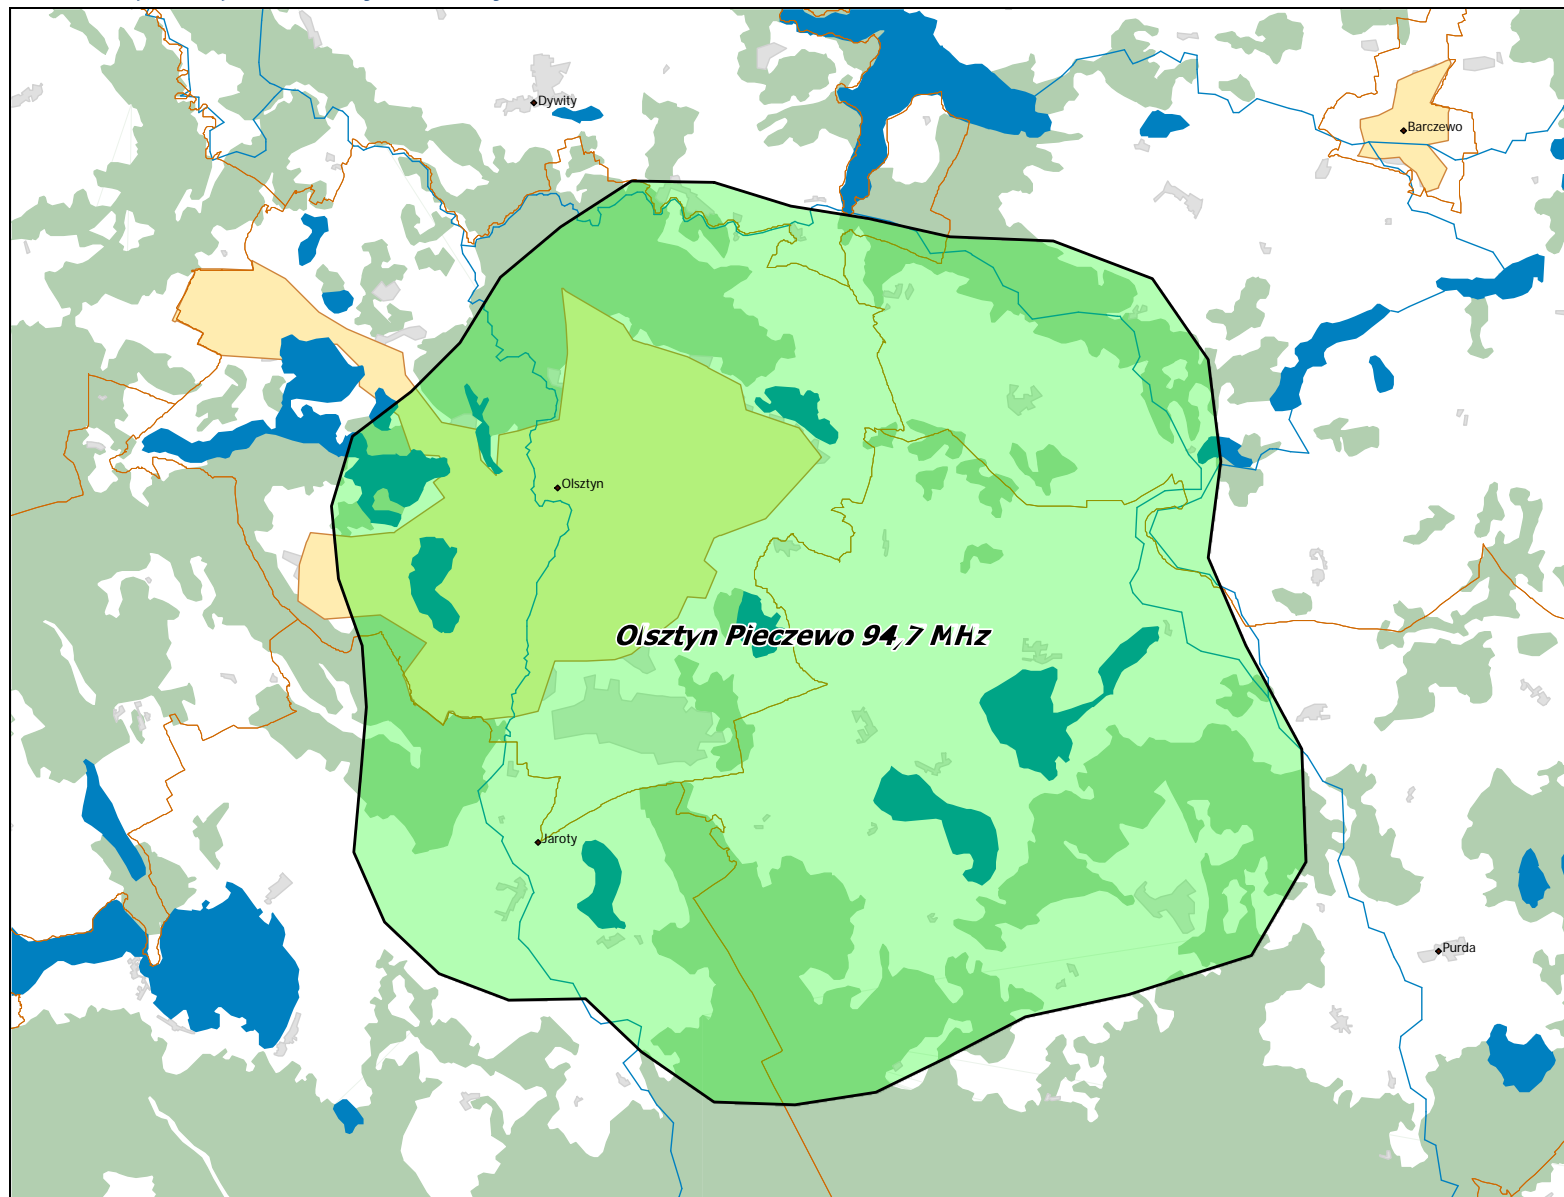 Dywity
Barczewo
Olsztyn
Olsztyn Pieczewo 94,7 MHz
Jaroty
Purda